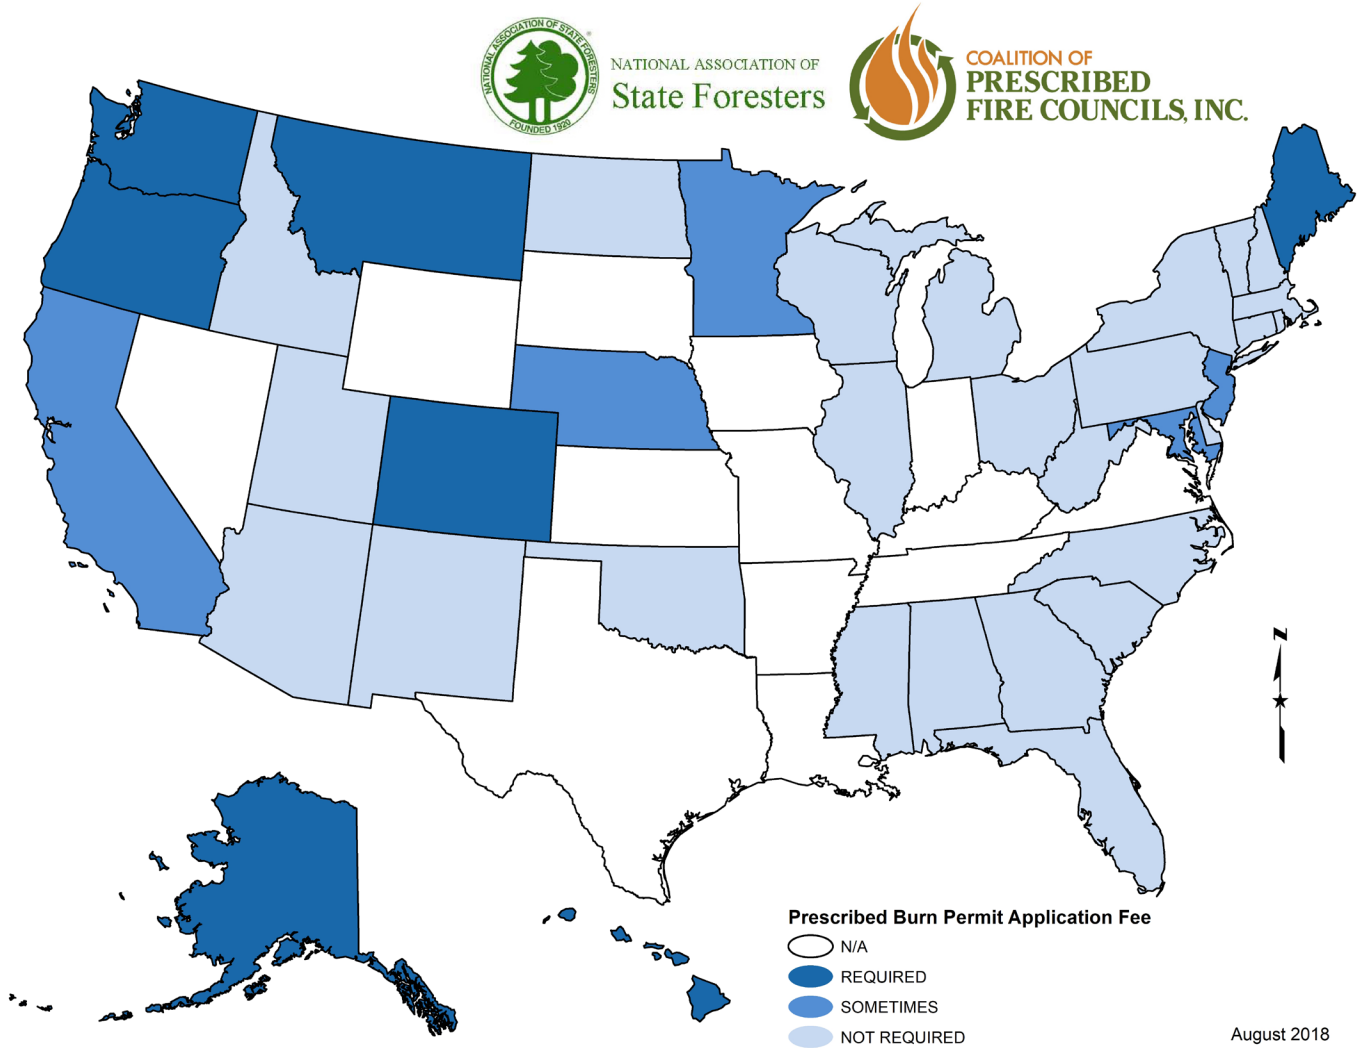 NATIONAL ASSOCIATION OF STATE FORESTERS
FOUNDED 1920
®
NATIONAL ASSOCIATION OF
State Foresters
COALITION OF
PRESCRIBED
FIRE COUNCILS, INC.
N
Prescribed Burn Permit Application Fee
N/A
REQUIRED
SOMETIMES
NOT REQUIRED
August 2018